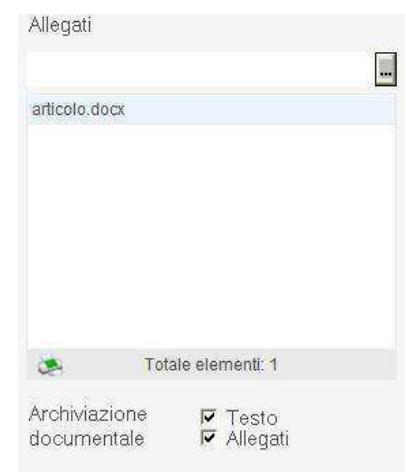 Allegati
...
articolo.docx
Totale elementi: 1
Archiviazione
documentale
Testo
Allegati